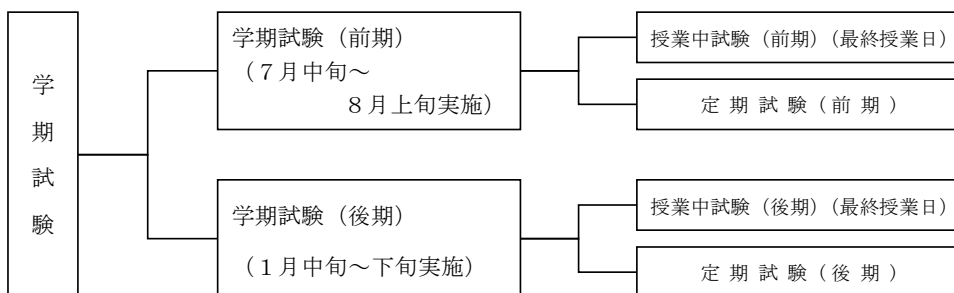 学期試験
学期試験（前期）
（７月中旬～
８月上旬実施）
授業中試験（前期）（最終授業日）
定 期 試 験（ 前 期 ）
学期試験（後期）
（１月中旬～下旬実施）
授業中試験（後期）（最終授業日）
定 期 試 験（ 後 期 ）